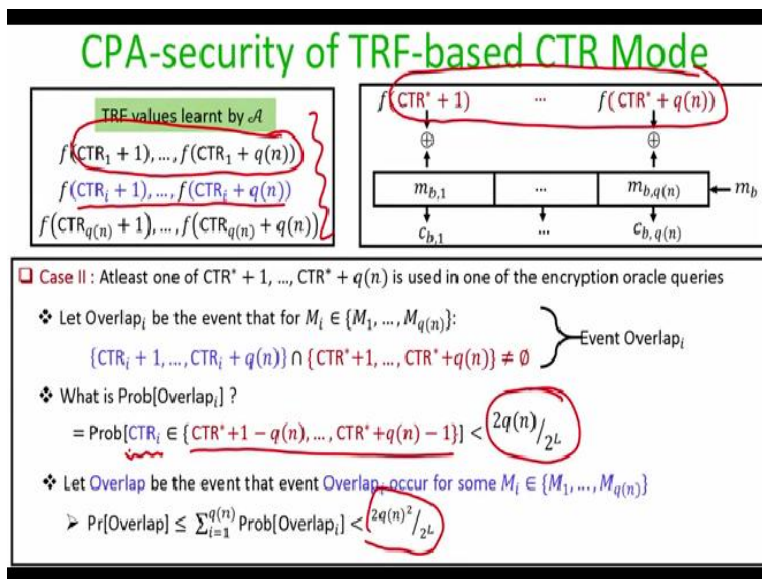 CPA-security of TRF-based CTR Mode
TRF values learnt by 𝒜
f(CTR₁ + 1), ..., f(CTR₁ + q(n))
f(CTRᵢ + 1), ..., f(CTRᵢ + q(n))
f(CTR_q(n) + 1), ..., f(CTR_q(n) + q(n))
f(CTR* + 1) ... f(CTR* + q(n))
⊕ ⊕
m_b,1 ... m_b,q(n) m_b
c_b,1 ... c_b,q(n)
❑ Case II : Atleast one of CTR* + 1, ..., CTR* + q(n) is used in one of the encryption oracle queries
❖ Let Overlapᵢ be the event that for Mᵢ ∈ {M₁, ..., M_q(n)}:
{CTRᵢ + 1, ..., CTRᵢ + q(n)} ∩ {CTR*+1, ..., CTR*+q(n)} ≠ ∅
Event Overlapᵢ
❖ What is Prob[Overlapᵢ] ?
= Prob[CTRᵢ ∈ {CTR*+1 − q(n), ..., CTR*+q(n) − 1}] < 2q(n)/2^L
❖ Let Overlap be the event that event Overlapᵢ occur for some Mᵢ ∈ {M₁, ..., M_q(n)}
➢ Pr[Overlap] ≤ ∑_{i=1}^{q(n)} Prob[Overlapᵢ] < 2q(n)²/2^L